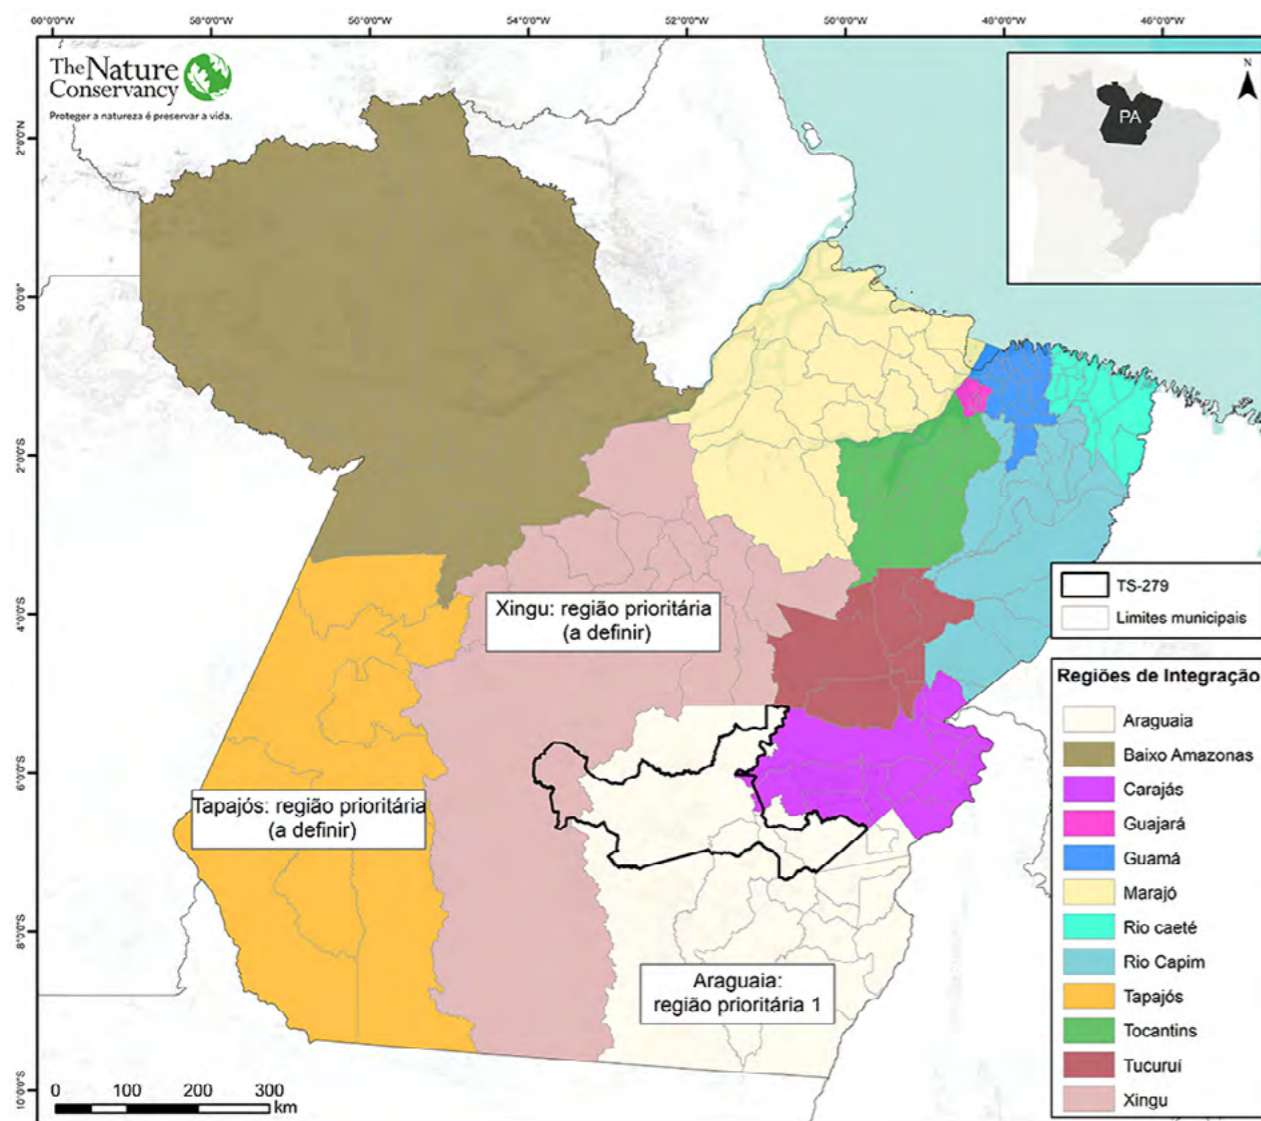 60°0'0"W
58°0'0"W
56°0'0"W
54°0'0"W
52°0'0"W
50°0'0"W
48°0'0"W
46°0'0"W
The Nature
Conservancy
Proteger a natureza é preservar a vida.
N
PA
2°0'0"N
0°0'0"
2°0'0"S
4°0'0"S
6°0'0"S
8°0'0"S
10°0'0"S
Xingu: região prioritária
(a definir)
Tapajós: região prioritária
(a definir)
Araguaia:
região prioritária 1
TS-279
Limites municipais
Regiões de Integração
Araguaia
Baixo Amazonas
Carajás
Guajará
Guamá
Marajó
Rio caeté
Rio Capim
Tapajós
Tocantins
Tucuruí
Xingu
0 100 200 300
km